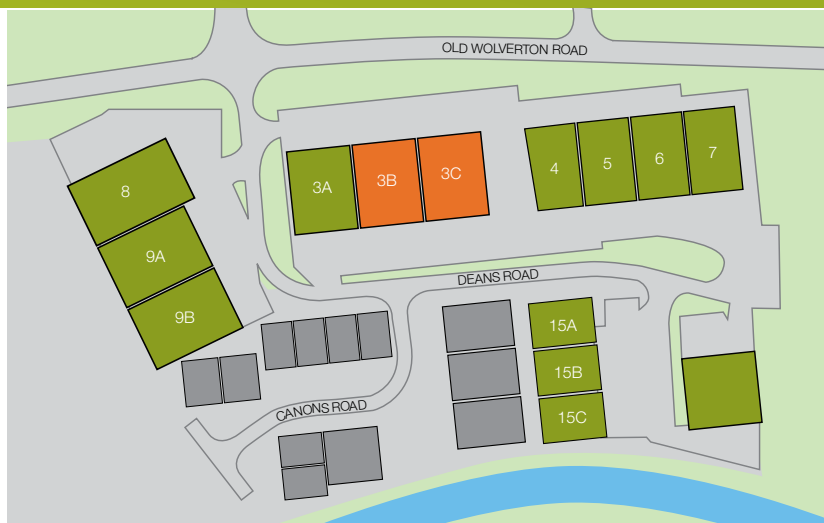 OLD WOLVERTON ROAD
3A
3B
3C
4
5
6
7
8
9A
9B
DEANS ROAD
15A
15B
15C
CANONS ROAD